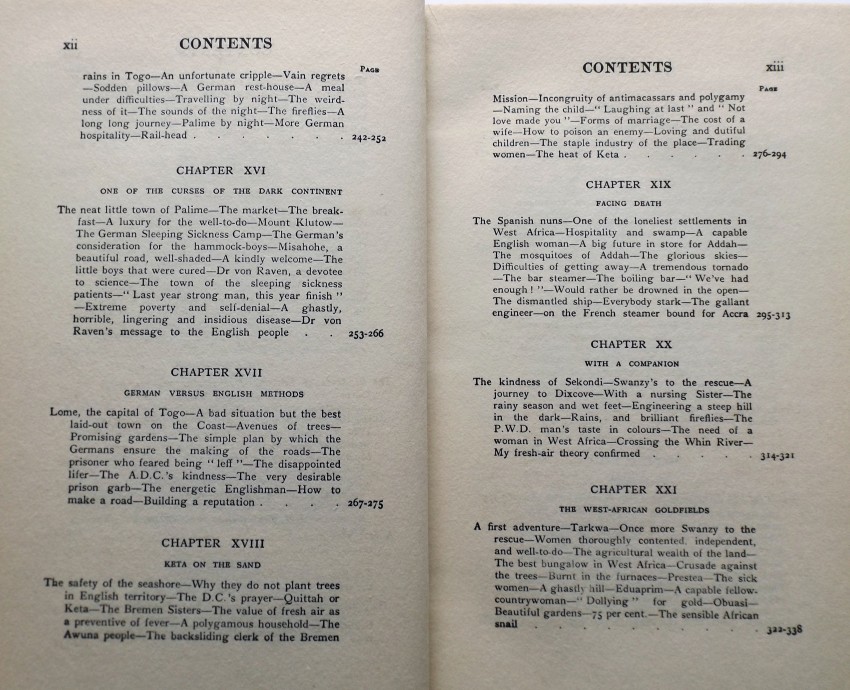 xii
CONTENTS
PAGE
rains in Togo—An unfortunate cripple—Vain regrets
—Sodden pillows—A German rest-house—A meal
under difficulties—Travelling by night—The weird-
ness of it—The sounds of the night—The fireflies—A
long long journey—Palime by night—More German
hospitality—Rail-head . . . . . . . 242-252
CHAPTER XVI
ONE OF THE CURSES OF THE DARK CONTINENT
The neat little town of Palime—The market—The break-
fast—A luxury for the well-to-do—Mount Klutow—
The German Sleeping Sickness Camp—The German's
consideration for the hammock-boys—Misahohe, a
beautiful road, well-shaded—A kindly welcome—The
little boys that were cured—Dr von Raven, a devotee
to science—The town of the sleeping sickness
patients—“ Last year strong man, this year finish ”
—Extreme poverty and self-denial—A ghastly,
horrible, lingering and insidious disease—Dr von
Raven's message to the English people . . 253-266
CHAPTER XVII
GERMAN VERSUS ENGLISH METHODS
Lome, the capital of Togo—A bad situation but the best
laid-out town on the Coast—Avenues of trees—
Promising gardens—The simple plan by which the
Germans ensure the making of the roads—The
prisoner who feared being “ leff ”—The disappointed
lifer—The A.D.C.'s kindness—The very desirable
prison garb—The energetic Englishman—How to
make a road—Building a reputation . . . . 267-275
CHAPTER XVIII
KETA ON THE SAND
The safety of the seashore—Why they do not plant trees
in English territory—The D.C.'s prayer—Quittah or
Keta—The Bremen Sisters—The value of fresh air as
a preventive of fever—A polygamous household—The
Awuna people—The backsliding clerk of the Bremen
CONTENTS
xiii
PAGE
Mission—Incongruity of antimacassars and polygamy
—Naming the child—“ Laughing at last ” and “ Not
love made you ”—Forms of marriage—The cost of a
wife—How to poison an enemy—Loving and dutiful
children—The staple industry of the place—Trading
women—The heat of Keta . . . . . . 276-294
CHAPTER XIX
FACING DEATH
The Spanish nuns—One of the loneliest settlements in
West Africa—Hospitality and swamp—A capable
English woman—A big future in store for Addah—
The mosquitoes of Addah—The glorious skies—
Difficulties of getting away—A tremendous tornado
—The bar steamer—The boiling bar—“ We've had
enough ! ”—Would rather be drowned in the open—
The dismantled ship—Everybody stark—The gallant
engineer—on the French steamer bound for Accra 295-313
CHAPTER XX
WITH A COMPANION
The kindness of Sekondi—Swanzy's to the rescue—A
journey to Dixcove—With a nursing Sister—The
rainy season and wet feet—Engineering a steep hill
in the dark—Rains, and brilliant fireflies—The
P.W.D. man's taste in colours—The need of a
woman in West Africa—Crossing the Whin River—
My fresh-air theory confirmed . . . . . 314-321
CHAPTER XXI
THE WEST-AFRICAN GOLDFIELDS
A first adventure—Tarkwa—Once more Swanzy to the
rescue—Women thoroughly contented, independent,
and well-to-do—The agricultural wealth of the land—
The best bungalow in West Africa—Crusade against
the trees—Burnt in the furnaces—Prestea—The sick
women—A ghastly hill—Eduaprim—A capable fellow-
countrywoman—“ Dollying ” for gold—Obuasi—
Beautiful gardens—75 per cent.—The sensible African
snail . . . . . . . . . 322-338